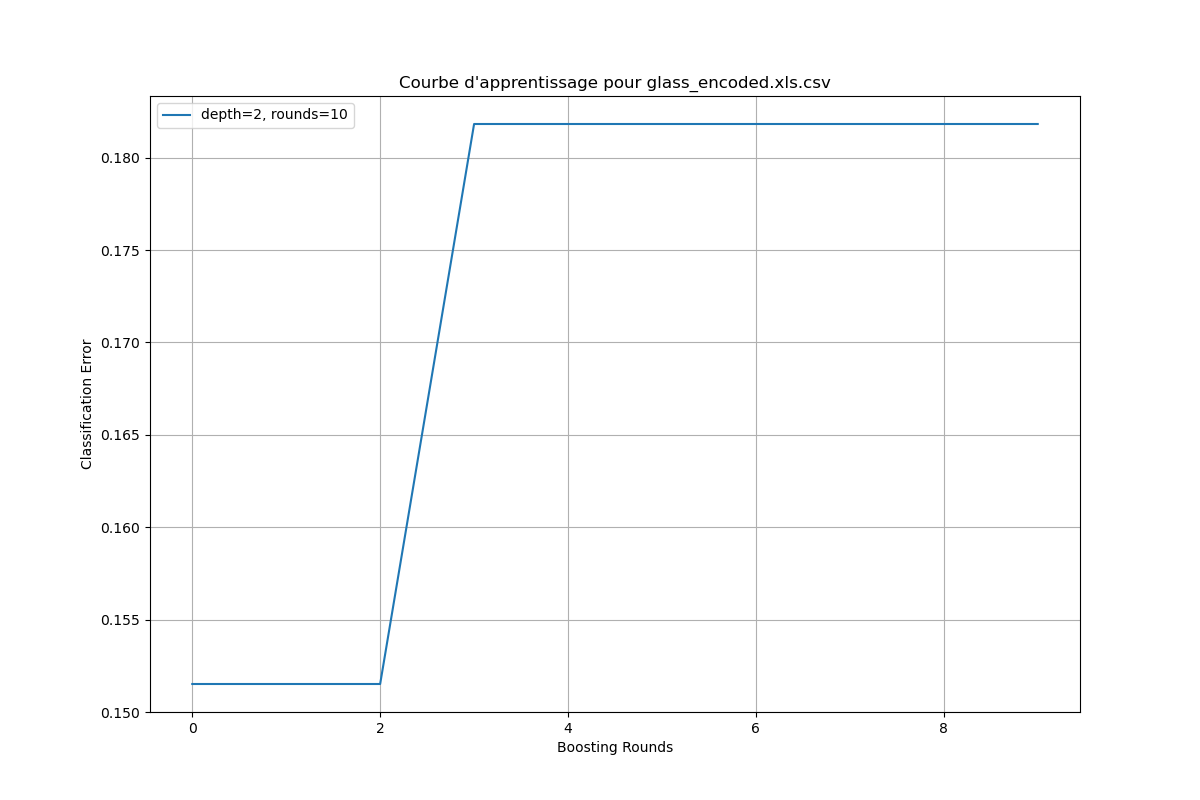 Courbe d'apprentissage pour glass_encoded.xls.csv
depth=2, rounds=10
0.180
0.175
0.170
0.165
0.160
0.155
0.150
Classification Error
0 2 4 6 8
Boosting Rounds